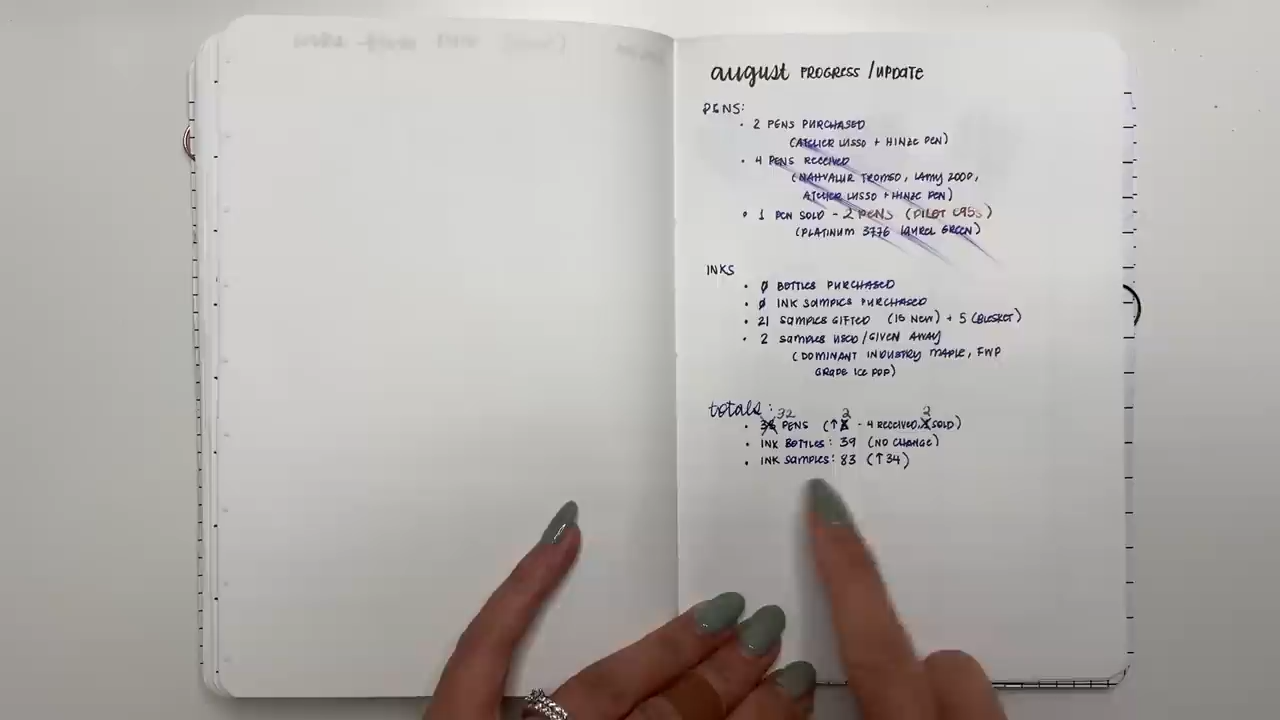 august PROGRESS / UPDATE
PENS:
• 2 PENS PURCHASED
(ATELIER LUSSO + HINZE PEN)
• 4 PENS RECEIVED
(NAHVALUR TROMSO, LAMY 2000,
ATELIER LUSSO + HINZE PEN)
• 1 PEN SOLD - 2 PENS (PILOT E95S)
(PLATINUM 3776 LAUREL GREEN)
INKS
• 0 BOTTLES PURCHASED
• 0 INK SAMPLES PURCHASED
• 21 SAMPLES GIFTED (16 NEW) + 5 (BLASKET)
• 2 SAMPLES USED / GIVEN AWAY
(DOMINANT INDUSTRY MAPLE, FWP
GRAPE ICE POP)
totals:
• 32 PENS (↑ 2 - 4 RECEIVED, 2 SOLD)
• INK BOTTLES: 39 (NO CHANGE)
• INK SAMPLES: 83 (↑34)